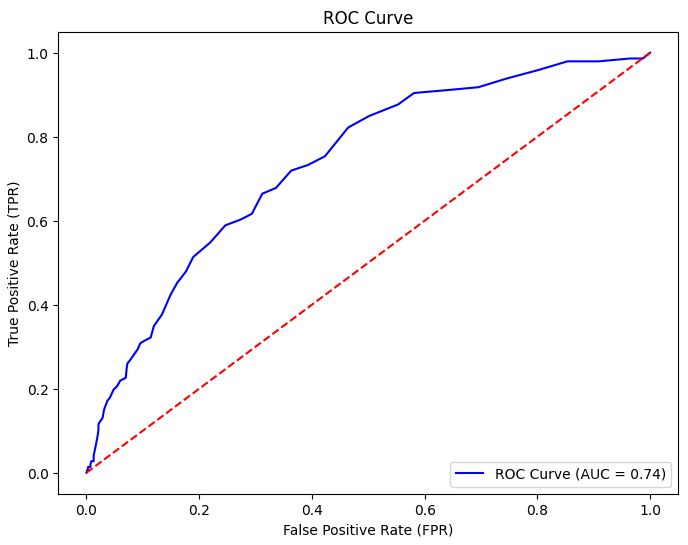 ROC Curve
1.0
0.8
0.6
0.4
0.2
0.0
True Positive Rate (TPR)
ROC Curve (AUC = 0.74)
0.0 0.2 0.4 0.6 0.8 1.0
False Positive Rate (FPR)